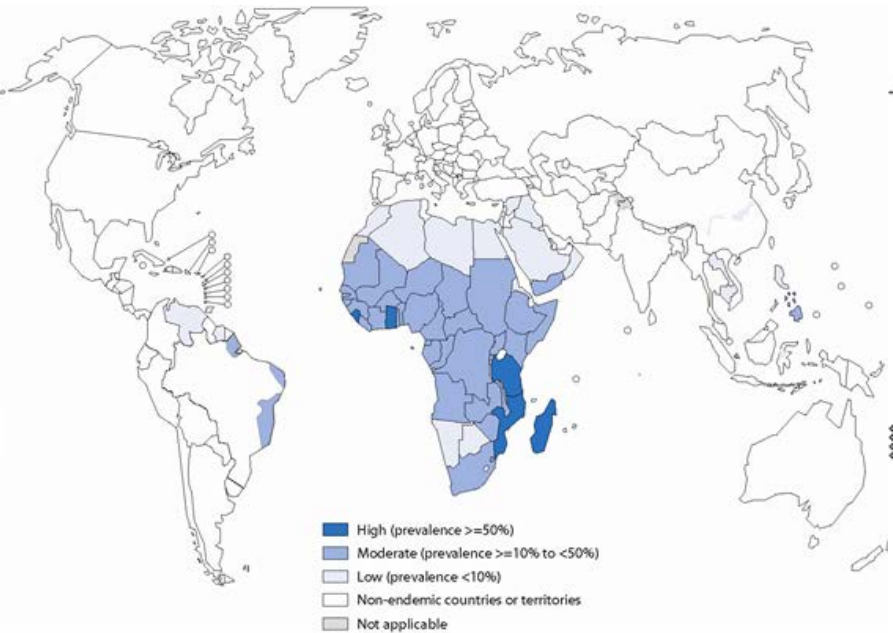 High (prevalence >=50%)
Moderate (prevalence >=10% to <50%)
Low (prevalence <10%)
Non-endemic countries or territories
Not applicable